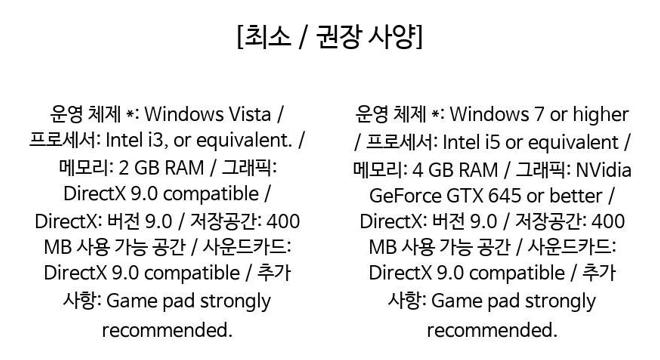 [최소 / 권장 사양]
운영 체제 *: Windows Vista /
프로세서: Intel i3, or equivalent. /
메모리: 2 GB RAM / 그래픽:
DirectX 9.0 compatible /
DirectX: 버전 9.0 / 저장공간: 400
MB 사용 가능 공간 / 사운드카드:
DirectX 9.0 compatible / 추가
사항: Game pad strongly
recommended.
운영 체제 *: Windows 7 or higher
/ 프로세서: Intel i5 or equivalent /
메모리: 4 GB RAM / 그래픽: NVidia
GeForce GTX 645 or better /
DirectX: 버전 9.0 / 저장공간: 400
MB 사용 가능 공간 / 사운드카드:
DirectX 9.0 compatible / 추가
사항: Game pad strongly
recommended.